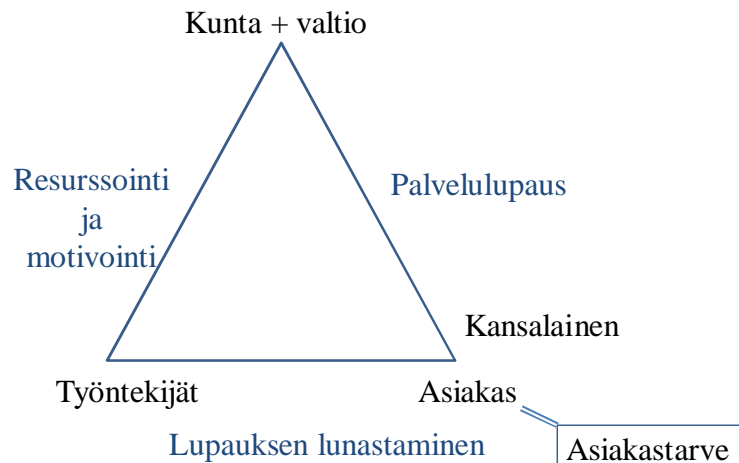 Kunta + valtio
Resurssointi
ja
motivointi
Palvelulupaus
Kansalainen
Työntekijät
Asiakas
Lupauksen lunastaminen
Asiakastarve